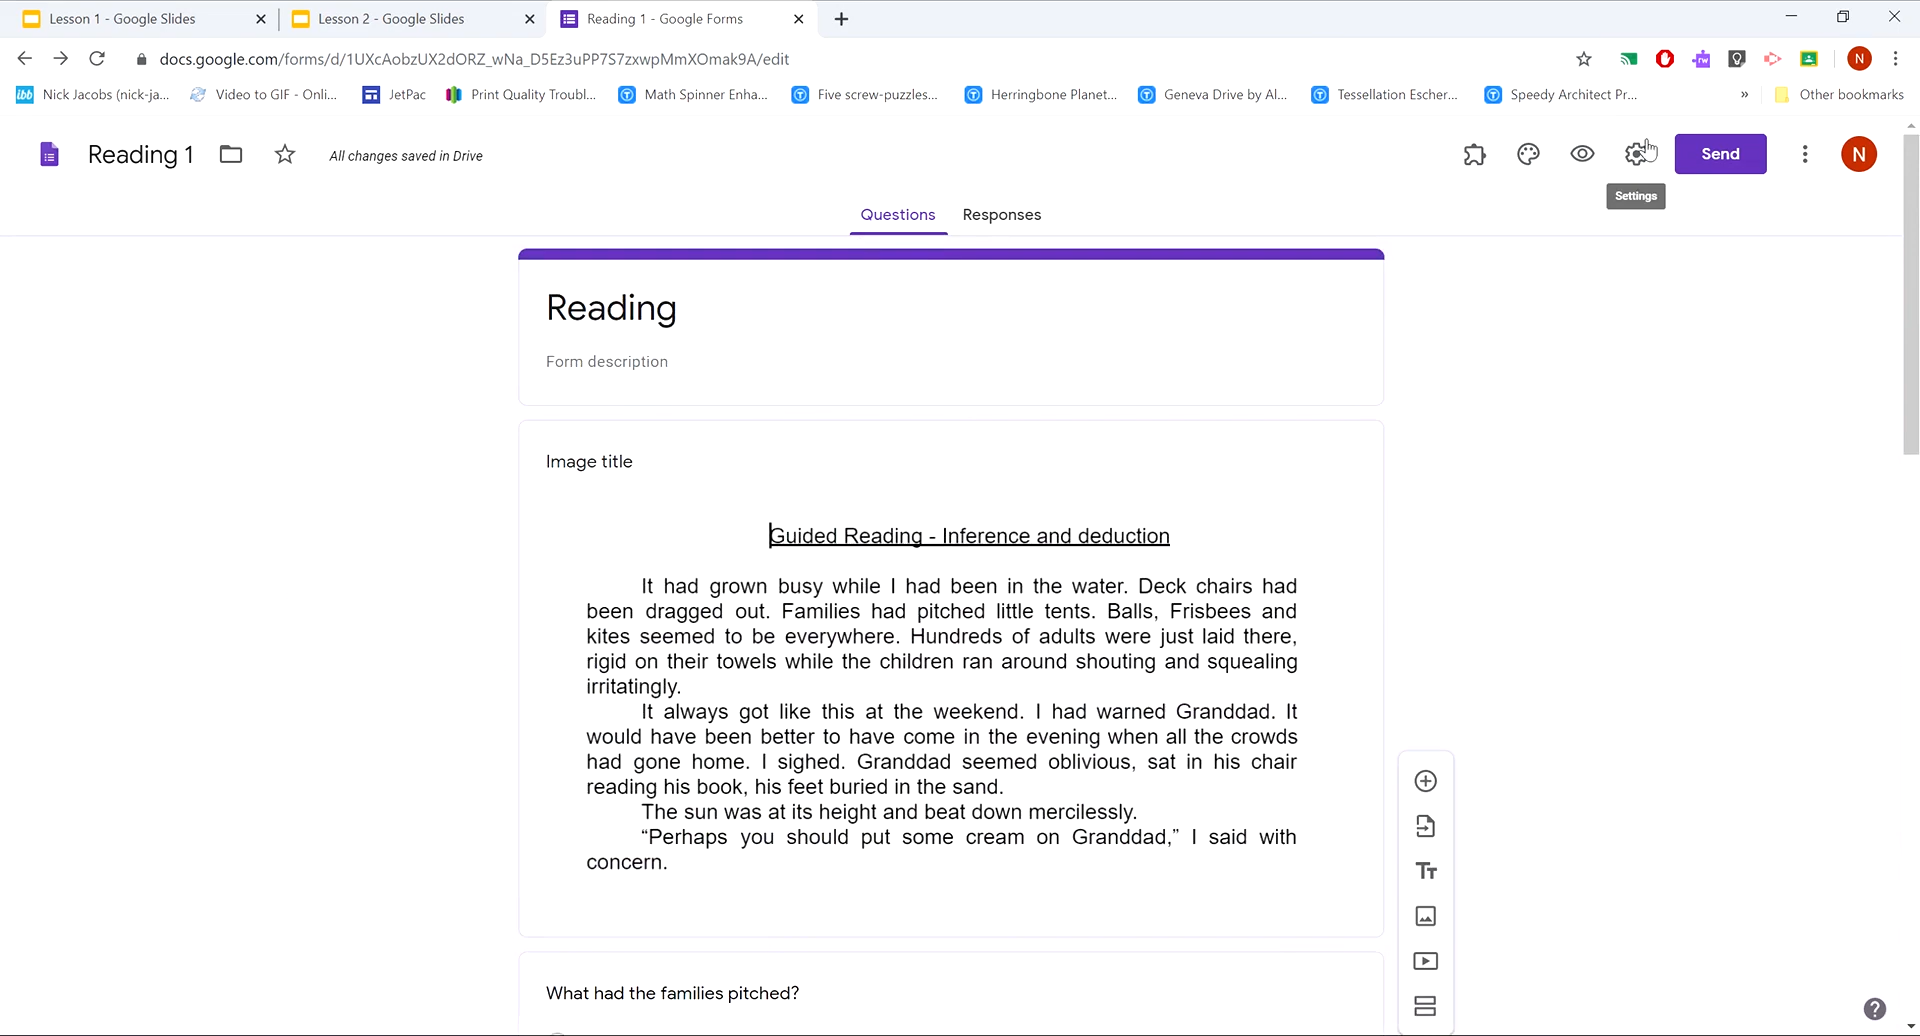 Lesson 1 - Google Slides
Lesson 2 - Google Slides
Reading 1 - Google Forms
docs.google.com/forms/d/1UXcAobzUX2dORZ_wNa_D5Ez3uPP7S7zxwpMmXOmak9A/edit
rw
N
ibb
Nick Jacobs (nick-ja...
Video to GIF - Onli...
JetPac
Print Quality Troubl...
Math Spinner Enha...
Five screw-puzzles...
Herringbone Planet...
Geneva Drive by Al...
Tessellation Escher...
Speedy Architect Pr...
»
Other bookmarks
Reading 1
All changes saved in Drive
Send
N
Settings
Questions
Responses
Reading
Form description
Image title
Guided Reading - Inference and deduction
It had grown busy while I had been in the water. Deck chairs had
been dragged out. Families had pitched little tents. Balls, Frisbees and
kites seemed to be everywhere. Hundreds of adults were just laid there,
rigid on their towels while the children ran around shouting and squealing
irritatingly.
It always got like this at the weekend. I had warned Granddad. It
would have been better to have come in the evening when all the crowds
had gone home. I sighed. Granddad seemed oblivious, sat in his chair
reading his book, his feet buried in the sand.
The sun was at its height and beat down mercilessly.
“Perhaps you should put some cream on Granddad,” I said with
concern.
Tт
What had the families pitched?